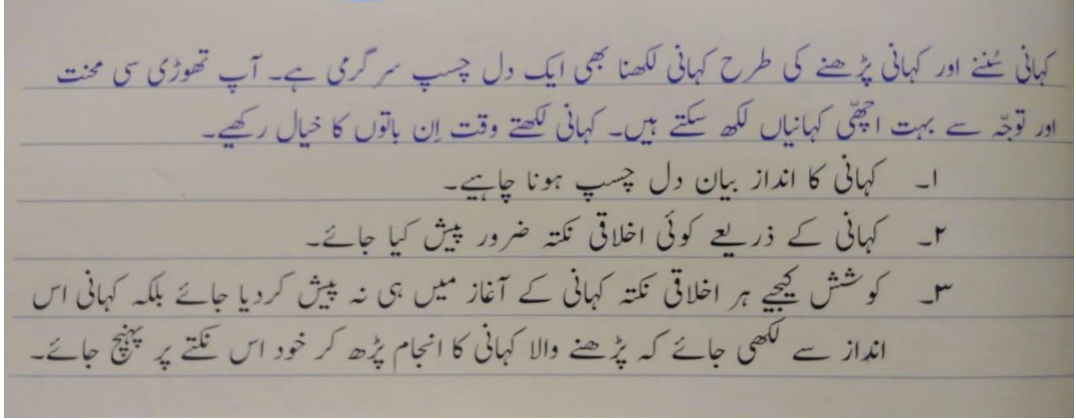 کہانی سُننے اور کہانی پڑھنے کی طرح کہانی لکھنا بھی ایک دل چسپ سرگرمی ہے۔ آپ تھوڑی سی محنت
اور توجّہ سے بہت اچھّی کہانیاں لکھ سکتے ہیں۔ کہانی لکھتے وقت اِن باتوں کا خیال رکھیے۔
۱۔ کہانی کا انداز بیان دل چسپ ہونا چاہیے۔
۲۔ کہانی کے ذریعے کوئی اخلاقی نکتہ ضرور پیش کیا جائے۔
۳۔ کوشش کیجیے ہر اخلاقی نکتہ کہانی کے آغاز میں ہی نہ پیش کردیا جائے بلکہ کہانی اس
انداز سے لکھی جائے کہ پڑھنے والا کہانی کا انجام پڑھ کر خود اس نکتے پر پہنچ جائے۔